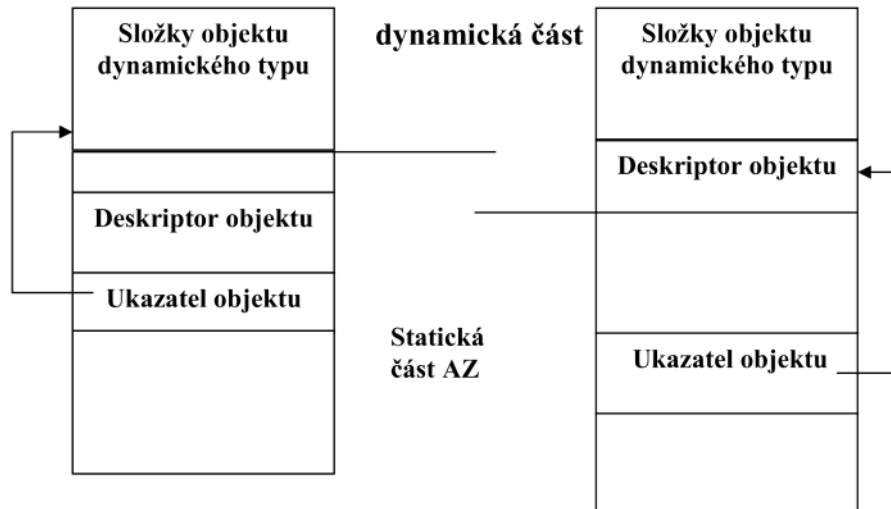 Složky objektu
dynamického typu
Deskriptor objektu
Ukazatel objektu
dynamická část
Statická
část AZ
Složky objektu
dynamického typu
Deskriptor objektu
Ukazatel objektu